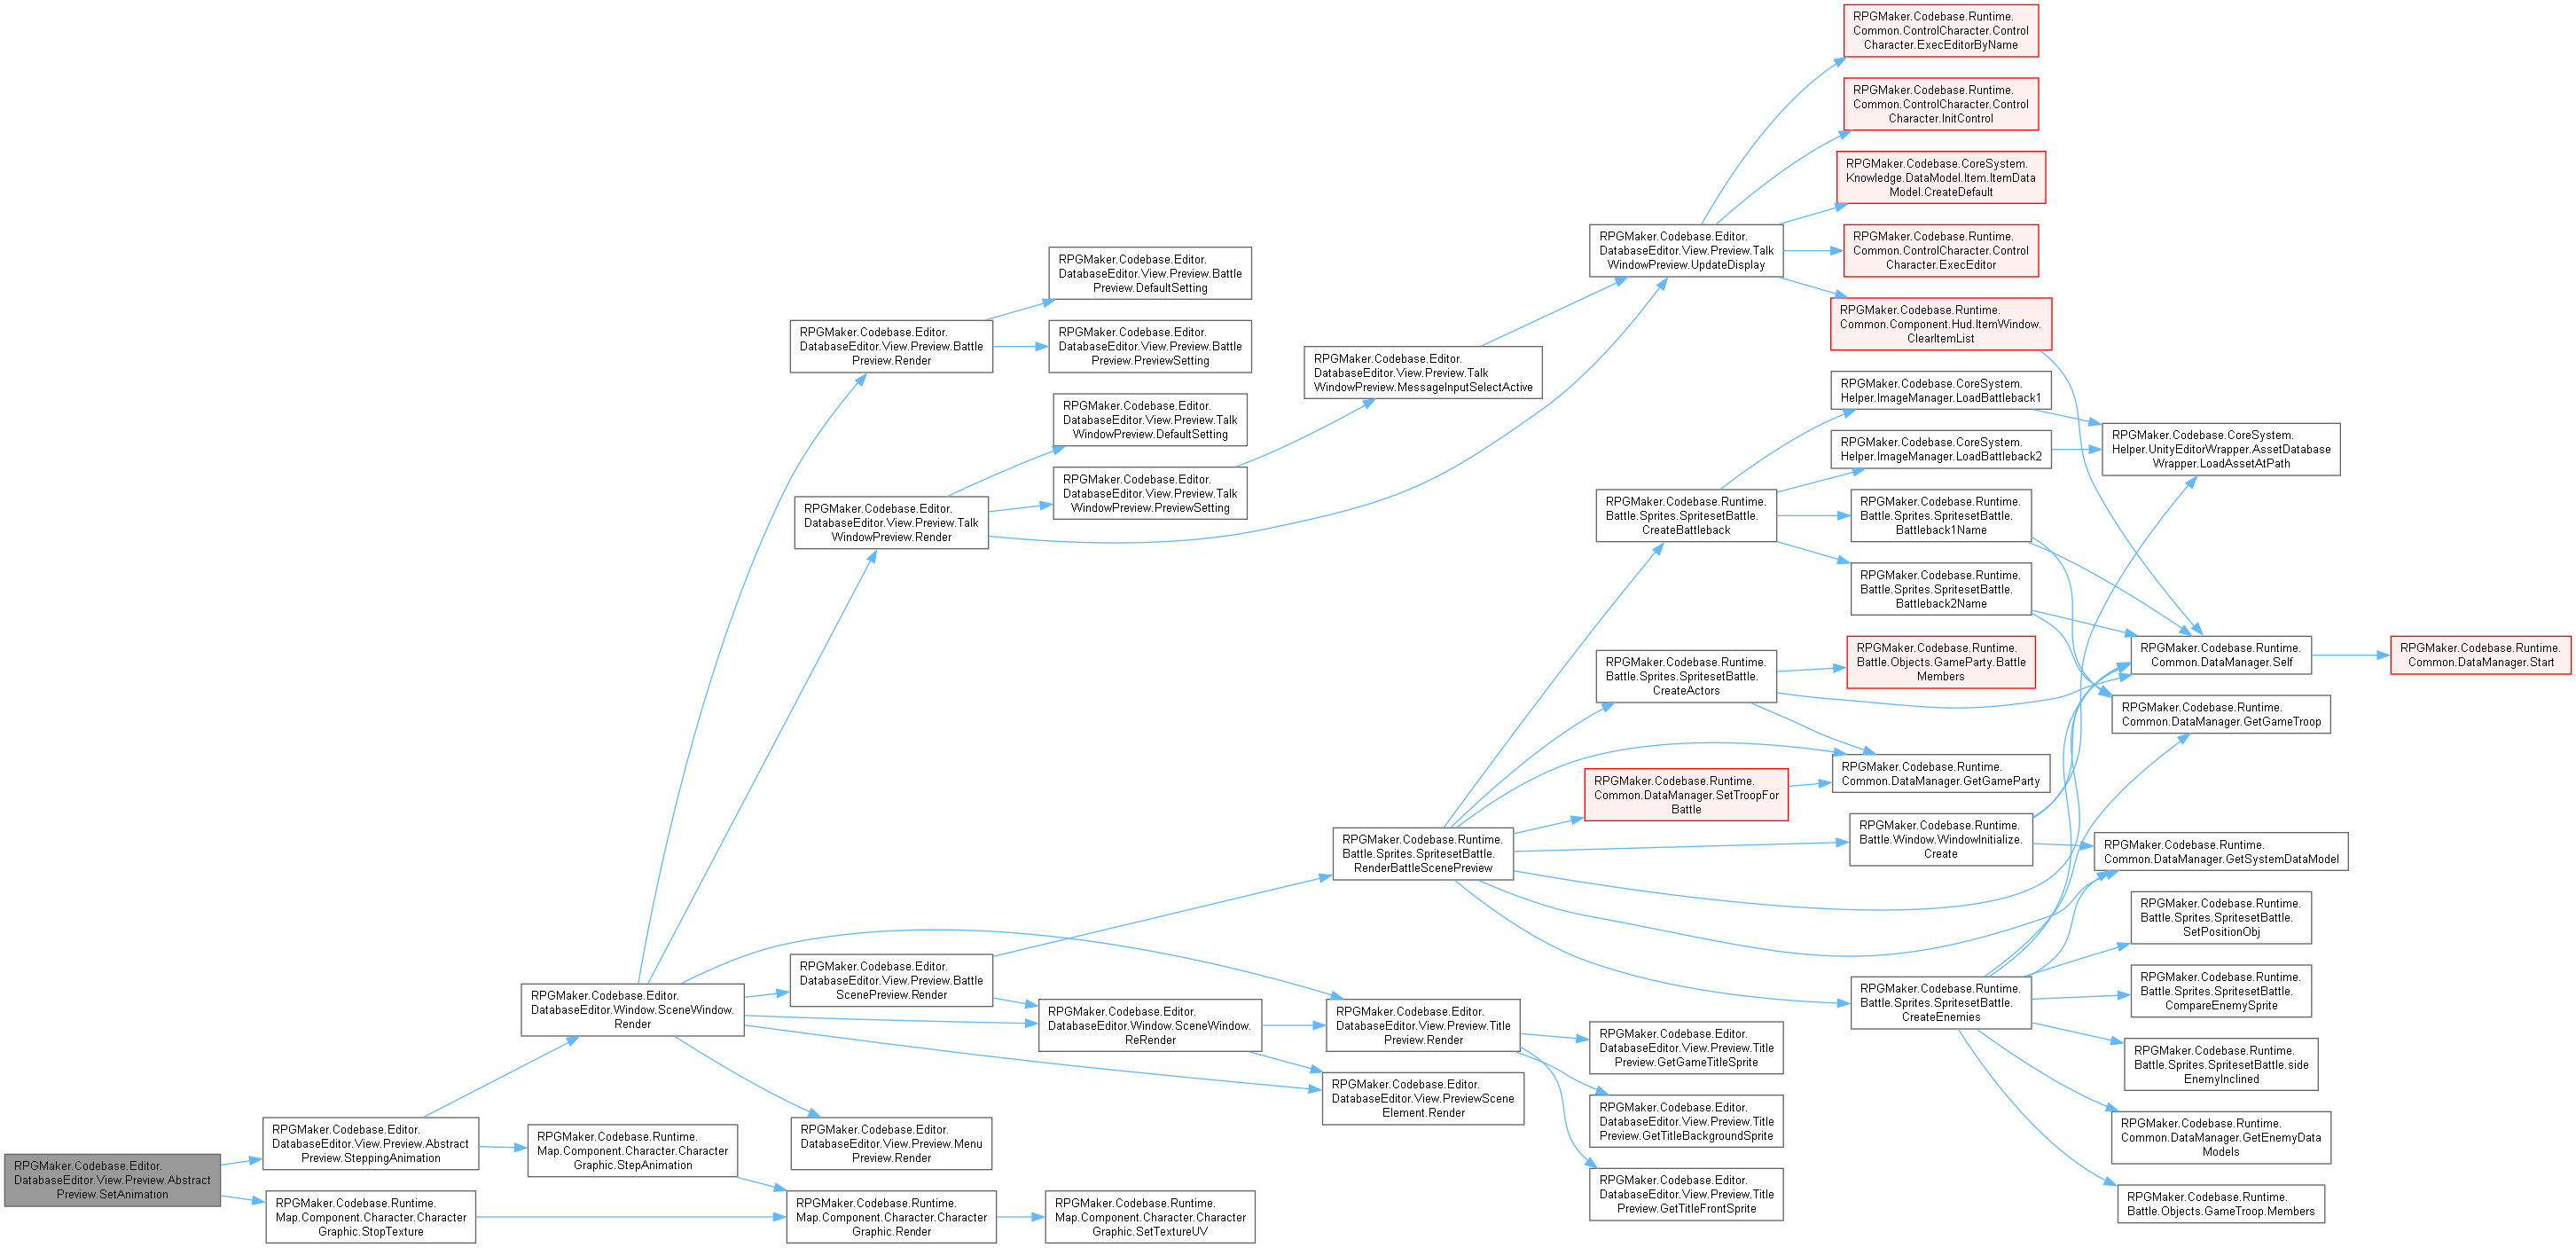 RPGMaker.Codebase.Editor.
DatabaseEditor.View.Preview.Abstract
Preview.SetAnimation
RPGMaker.Codebase.Editor.
DatabaseEditor.View.Preview.Abstract
Preview.SteppingAnimation
RPGMaker.Codebase.Runtime.
Map.Component.Character.Character
Graphic.StopTexture
RPGMaker.Codebase.Editor.
DatabaseEditor.Window.SceneWindow.
Render
RPGMaker.Codebase.Runtime.
Map.Component.Character.Character
Graphic.StepAnimation
RPGMaker.Codebase.Editor.
DatabaseEditor.View.Preview.Battle
Preview.Render
RPGMaker.Codebase.Editor.
DatabaseEditor.View.Preview.Talk
WindowPreview.Render
RPGMaker.Codebase.Editor.
DatabaseEditor.View.Preview.Battle
ScenePreview.Render
RPGMaker.Codebase.Editor.
DatabaseEditor.View.Preview.Menu
Preview.Render
RPGMaker.Codebase.Runtime.
Map.Component.Character.Character
Graphic.Render
RPGMaker.Codebase.Editor.
DatabaseEditor.View.Preview.Battle
Preview.DefaultSetting
RPGMaker.Codebase.Editor.
DatabaseEditor.View.Preview.Battle
Preview.PreviewSetting
RPGMaker.Codebase.Editor.
DatabaseEditor.View.Preview.Talk
WindowPreview.DefaultSetting
RPGMaker.Codebase.Editor.
DatabaseEditor.View.Preview.Talk
WindowPreview.PreviewSetting
RPGMaker.Codebase.Editor.
DatabaseEditor.Window.SceneWindow.
ReRender
RPGMaker.Codebase.Runtime.
Map.Component.Character.Character
Graphic.SetTextureUV
RPGMaker.Codebase.Editor.
DatabaseEditor.View.Preview.Talk
WindowPreview.MessageInputSelectActive
RPGMaker.Codebase.Runtime.
Battle.Sprites.SpritesetBattle.
RenderBattleScenePreview
RPGMaker.Codebase.Editor.
DatabaseEditor.View.Preview.Title
Preview.Render
RPGMaker.Codebase.Editor.
DatabaseEditor.View.PreviewScene
Element.Render
RPGMaker.Codebase.Editor.
DatabaseEditor.View.Preview.Talk
WindowPreview.UpdateDisplay
RPGMaker.Codebase.Runtime.
Battle.Sprites.SpritesetBattle.
CreateBattleback
RPGMaker.Codebase.Runtime.
Battle.Sprites.SpritesetBattle.
CreateActors
RPGMaker.Codebase.Runtime.
Common.DataManager.SetTroopFor
Battle
RPGMaker.Codebase.Editor.
DatabaseEditor.View.Preview.Title
Preview.GetGameTitleSprite
RPGMaker.Codebase.Editor.
DatabaseEditor.View.Preview.Title
Preview.GetTitleBackgroundSprite
RPGMaker.Codebase.Editor.
DatabaseEditor.View.Preview.Title
Preview.GetTitleFrontSprite
RPGMaker.Codebase.Runtime.
Common.ControlCharacter.Control
Character.ExecEditorByName
RPGMaker.Codebase.Runtime.
Common.ControlCharacter.Control
Character.InitControl
RPGMaker.Codebase.CoreSystem.
Knowledge.DataModel.Item.ItemData
Model.CreateDefault
RPGMaker.Codebase.Runtime.
Common.ControlCharacter.Control
Character.ExecEditor
RPGMaker.Codebase.Runtime.
Common.Component.Hud.ItemWindow.
ClearItemList
RPGMaker.Codebase.CoreSystem.
Helper.ImageManager.LoadBattleback1
RPGMaker.Codebase.CoreSystem.
Helper.ImageManager.LoadBattleback2
RPGMaker.Codebase.Runtime.
Battle.Sprites.SpritesetBattle.
Battleback1Name
RPGMaker.Codebase.Runtime.
Battle.Sprites.SpritesetBattle.
Battleback2Name
RPGMaker.Codebase.Runtime.
Battle.Objects.GameParty.Battle
Members
RPGMaker.Codebase.Runtime.
Common.DataManager.GetGameParty
RPGMaker.Codebase.Runtime.
Battle.Window.WindowInitialize.
Create
RPGMaker.Codebase.Runtime.
Battle.Sprites.SpritesetBattle.
CreateEnemies
RPGMaker.Codebase.CoreSystem.
Helper.UnityEditorWrapper.AssetDatabase
Wrapper.LoadAssetAtPath
RPGMaker.Codebase.Runtime.
Common.DataManager.Self
RPGMaker.Codebase.Runtime.
Common.DataManager.GetGameTroop
RPGMaker.Codebase.Runtime.
Common.DataManager.GetSystemDataModel
RPGMaker.Codebase.Runtime.
Battle.Sprites.SpritesetBattle.
SetPositionObj
RPGMaker.Codebase.Runtime.
Battle.Sprites.SpritesetBattle.
CompareEnemySprite
RPGMaker.Codebase.Runtime.
Battle.Sprites.SpritesetBattle.side
EnemyInclined
RPGMaker.Codebase.Runtime.
Common.DataManager.GetEnemyData
Models
RPGMaker.Codebase.Runtime.
Battle.Objects.GameTroop.Members
RPGMaker.Codebase.Runtime.
Common.DataManager.Start